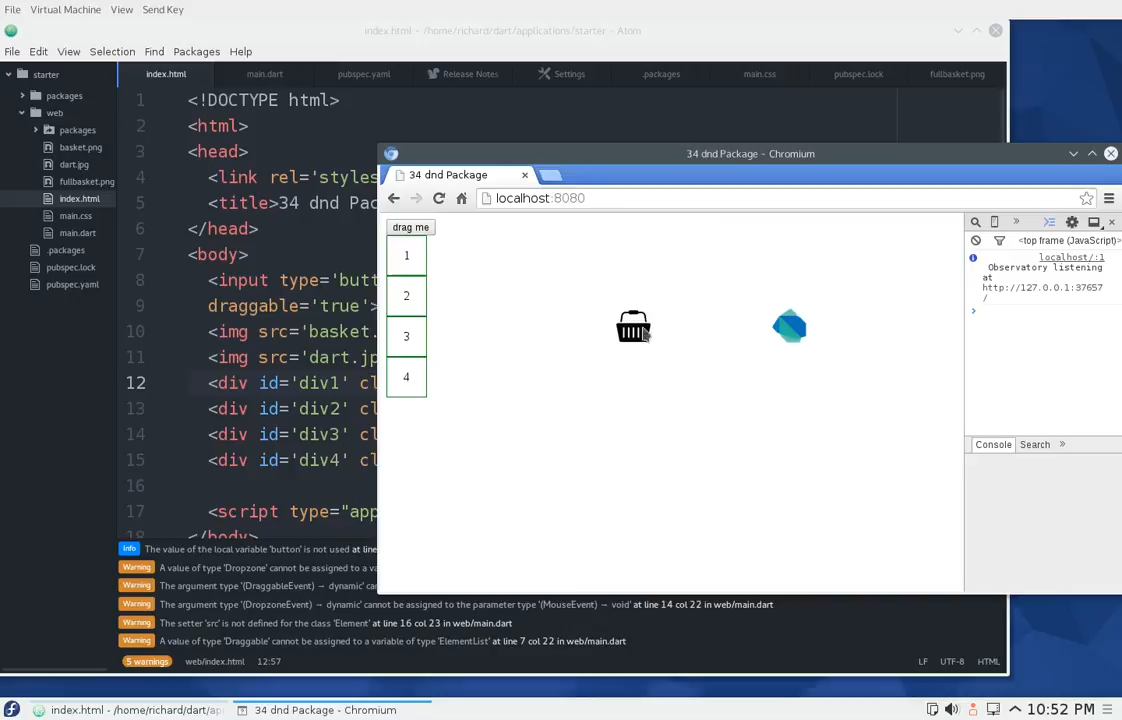 File Virtual Machine View Send Key
index.html - /home/richard/dart/applications/starter - Atom
File Edit View Selection Find Packages Help
starter
packages
web
packages
basket.png
dart.jpg
fullbasket.png
index.html
main.css
main.dart
.packages
pubspec.lock
pubspec.yaml
index.html main.dart pubspec.yaml Release Notes Settings .packages main.css pubspec.lock fullbasket.png
1 <!DOCTYPE html>
2 <html>
3 <head>
4 <link rel='styles
5 <title>34 dnd Pac
6 </head>
7 <body>
8 <input type='butt
9 draggable='true'>
10 <img src='basket.
11 <img src='dart.jp
12 <div id='div1' cl
13 <div id='div2' cl
14 <div id='div3' cl
15 <div id='div4' cl
16
17 <script type="app
18 </body>
34 dnd Package - Chromium
34 dnd Package
localhost:8080
drag me
1
2
3
4
<top frame (JavaScript)>
localhost/:1
Observatory listening
at
http://127.0.0.1:37657
/
Console Search
Info The value of the local variable 'button' is not used at line
Warning A value of type 'Dropzone' cannot be assigned to a va
Warning The argument type '(DraggableEvent) → dynamic' can
Warning The argument type '(DropzoneEvent) → dynamic' cannot be assigned to the parameter type '(MouseEvent) → void' at line 14 col 22 in web/main.dart
Warning The setter 'src' is not defined for the class 'Element' at line 16 col 23 in web/main.dart
Warning A value of type 'Draggable' cannot be assigned to a variable of type 'ElementList' at line 7 col 22 in web/main.dart
5 warnings web/index.html 12:57 LF UTF-8 HTML
index.html - /home/richard/dart/ap 34 dnd Package - Chromium 10:52 PM